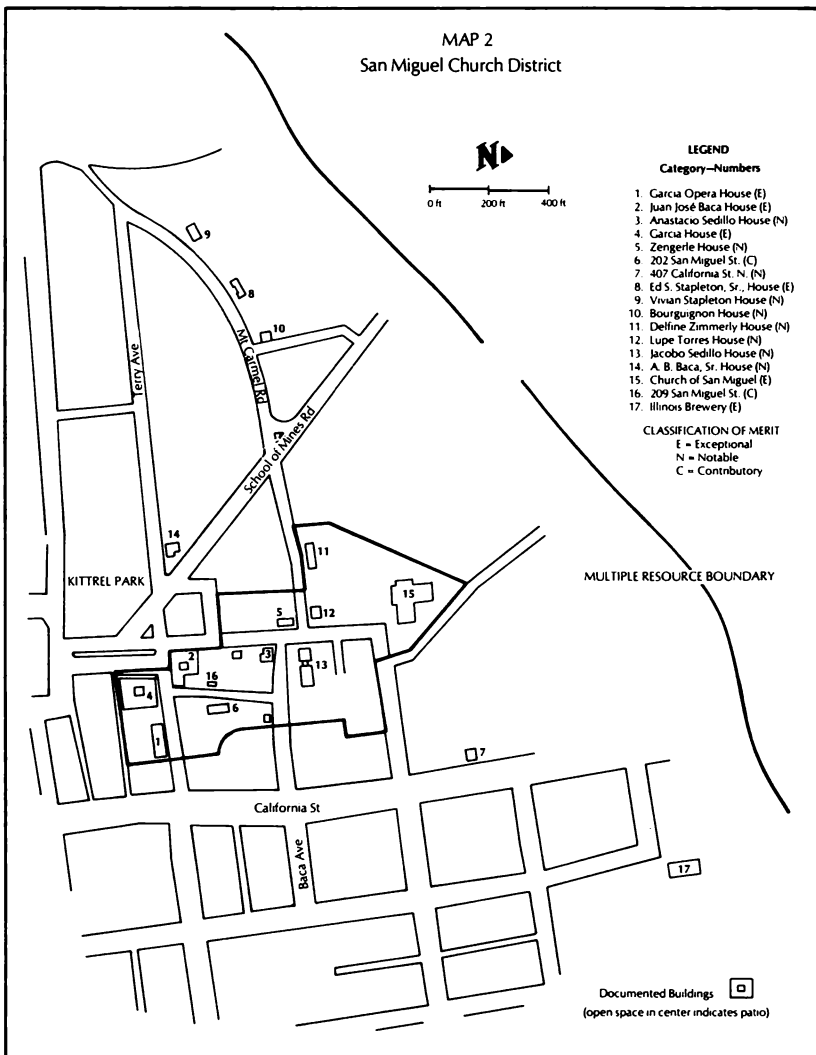 MAP 2
San Miguel Church District
N
0 ft 200 ft 400 ft
LEGEND
Category—Numbers
1. Garcia Opera House (E)
2. Juan José Baca House (E)
3. Anastacio Sedillo House (N)
4. Garcia House (E)
5. Zengerle House (N)
6. 202 San Miguel St. (C)
7. 407 California St. N. (N)
8. Ed S. Stapleton, Sr., House (E)
9. Vivian Stapleton House (N)
10. Bourguignon House (N)
11. Delfine Zimmerly House (N)
12. Lupe Torres House (N)
13. Jacobo Sedillo House (N)
14. A. B. Baca, Sr. House (N)
15. Church of San Miguel (E)
16. 209 San Miguel St. (C)
17. Illinois Brewery (E)
CLASSIFICATION OF MERIT
E = Exceptional
N = Notable
C = Contributory
9
8
10
Terry Ave
Mt Carmel Rd
School of Mines Rd
14
11
KITTREL PARK
MULTIPLE RESOURCE BOUNDARY
15
5
12
2
3
13
16
4
6
1
7
California St
Baca Ave
17
Documented Buildings
(open space in center indicates patio)